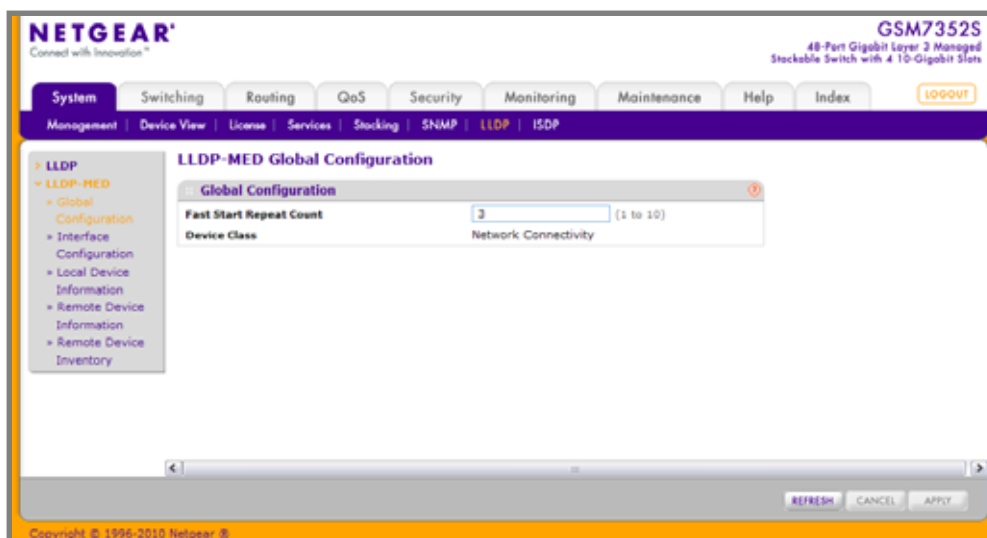 NETGEAR®
Connect with Innovation™
GSM7352S
48-Port Gigabit Layer 3 Managed
Stackable Switch with 4 10-Gigabit Slots
System Switching Routing QoS Security Monitoring Maintenance Help Index LOGOUT
Management | Device View | License | Services | Stacking | SNMP | LLDP | ISDP
LLDP
LLDP-MED
» Global
Configuration
» Interface
Configuration
» Local Device
Information
» Remote Device
Information
» Remote Device
Inventory
LLDP-MED Global Configuration
Global Configuration ?
Fast Start Repeat Count 3 (1 to 10)
Device Class Network Connectivity
REFRESH CANCEL APPLY
Copyright © 1996-2010 Netgear ®